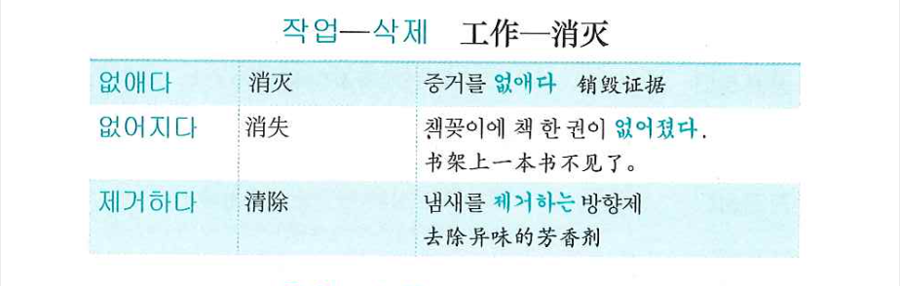 작업—삭제 工作—消灭
없애다 消灭 증거를 없애다 销毁证据
없어지다 消失 책꽂이에 책 한 권이 없어졌다.
书架上一本书不见了。
제거하다 清除 냄새를 제거하는 방향제
去除异味的芳香剂